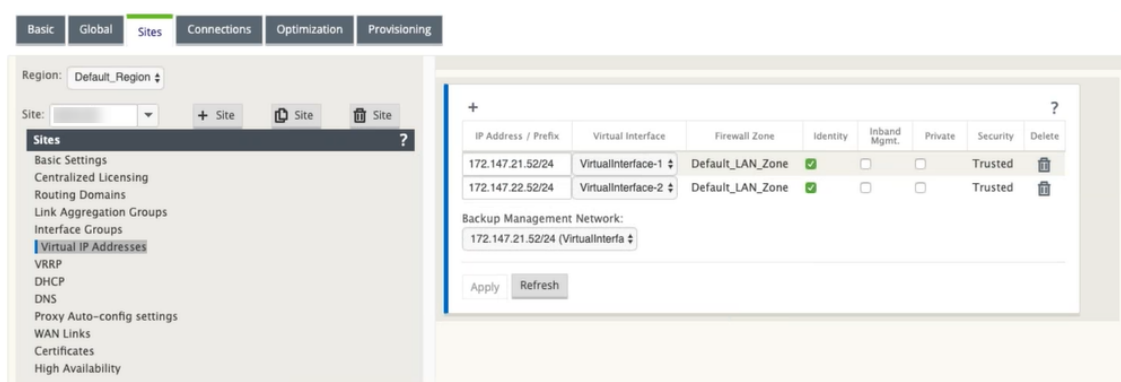 Basic Global Sites Connections Optimization Provisioning
Region: Default_Region
Site: + Site Site Site
Sites ?
Basic Settings
Centralized Licensing
Routing Domains
Link Aggregation Groups
Interface Groups
Virtual IP Addresses
VRRP
DHCP
DNS
Proxy Auto-config settings
WAN Links
Certificates
High Availability
+ ?
IP Address / Prefix Virtual Interface Firewall Zone Identity Inband Mgmt. Private Security Delete
172.147.21.52/24 VirtualInterface-1 Default_LAN_Zone Trusted
172.147.22.52/24 VirtualInterface-2 Default_LAN_Zone Trusted
Backup Management Network:
172.147.21.52/24 (VirtualInterfa
Apply Refresh